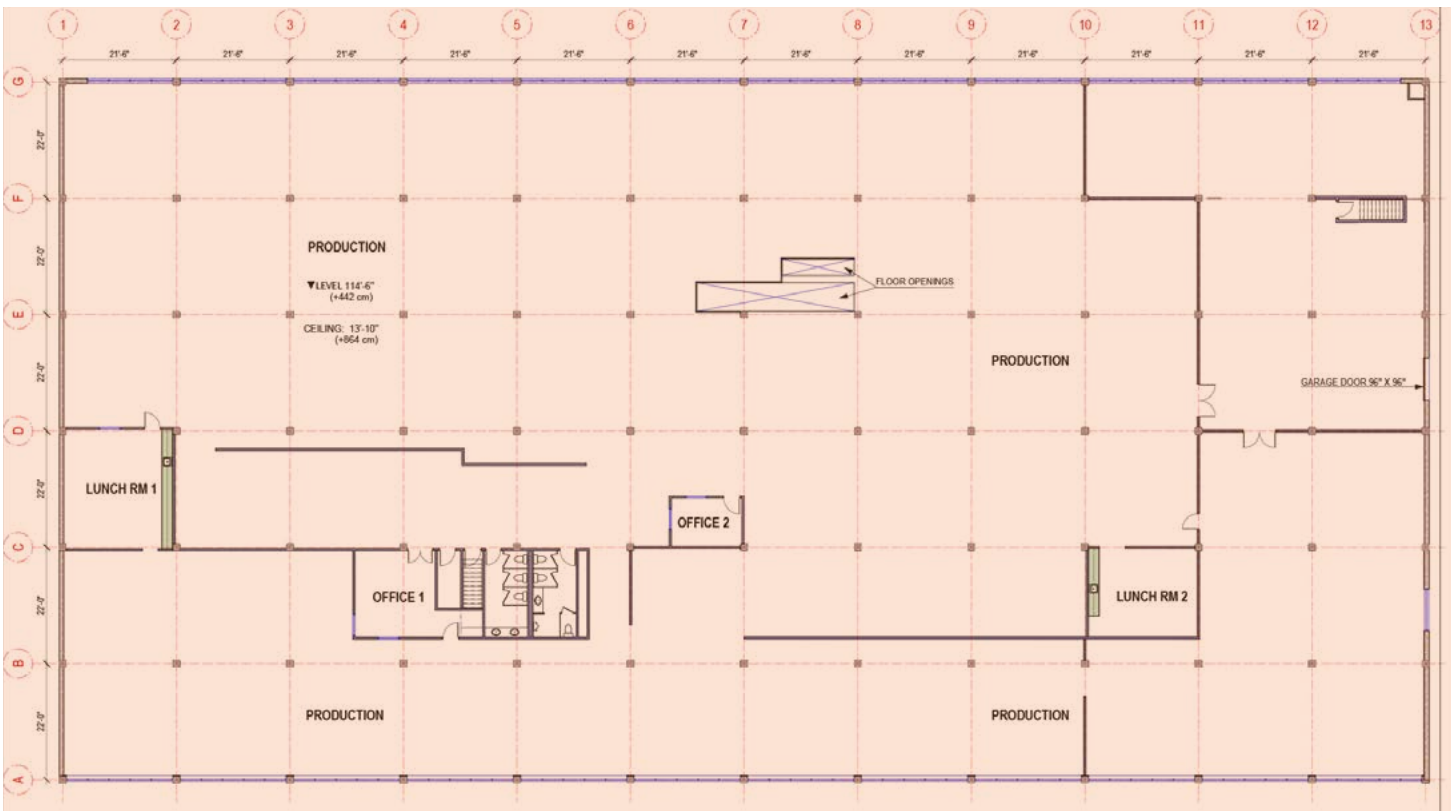 1 2 3 4 5 6 7 8 9 10 11 12 13
21'-6" 21'-6" 21'-6" 21'-6" 21'-6" 21'-6" 21'-6" 21'-6" 21'-6" 21'-6" 21'-6" 21'-6"
G
22'-0"
F
22'-0"
PRODUCTION
▼LEVEL 114'-6"
(+442 cm)
FLOOR OPENINGS
E
CEILING: 13'-10"
(+864 cm)
22'-0"
PRODUCTION
GARAGE DOOR 96" X 96"
D
22'-0"
LUNCH RM 1
OFFICE 2
C
22'-0"
OFFICE 1
LUNCH RM 2
B
22'-0"
PRODUCTION
PRODUCTION
A